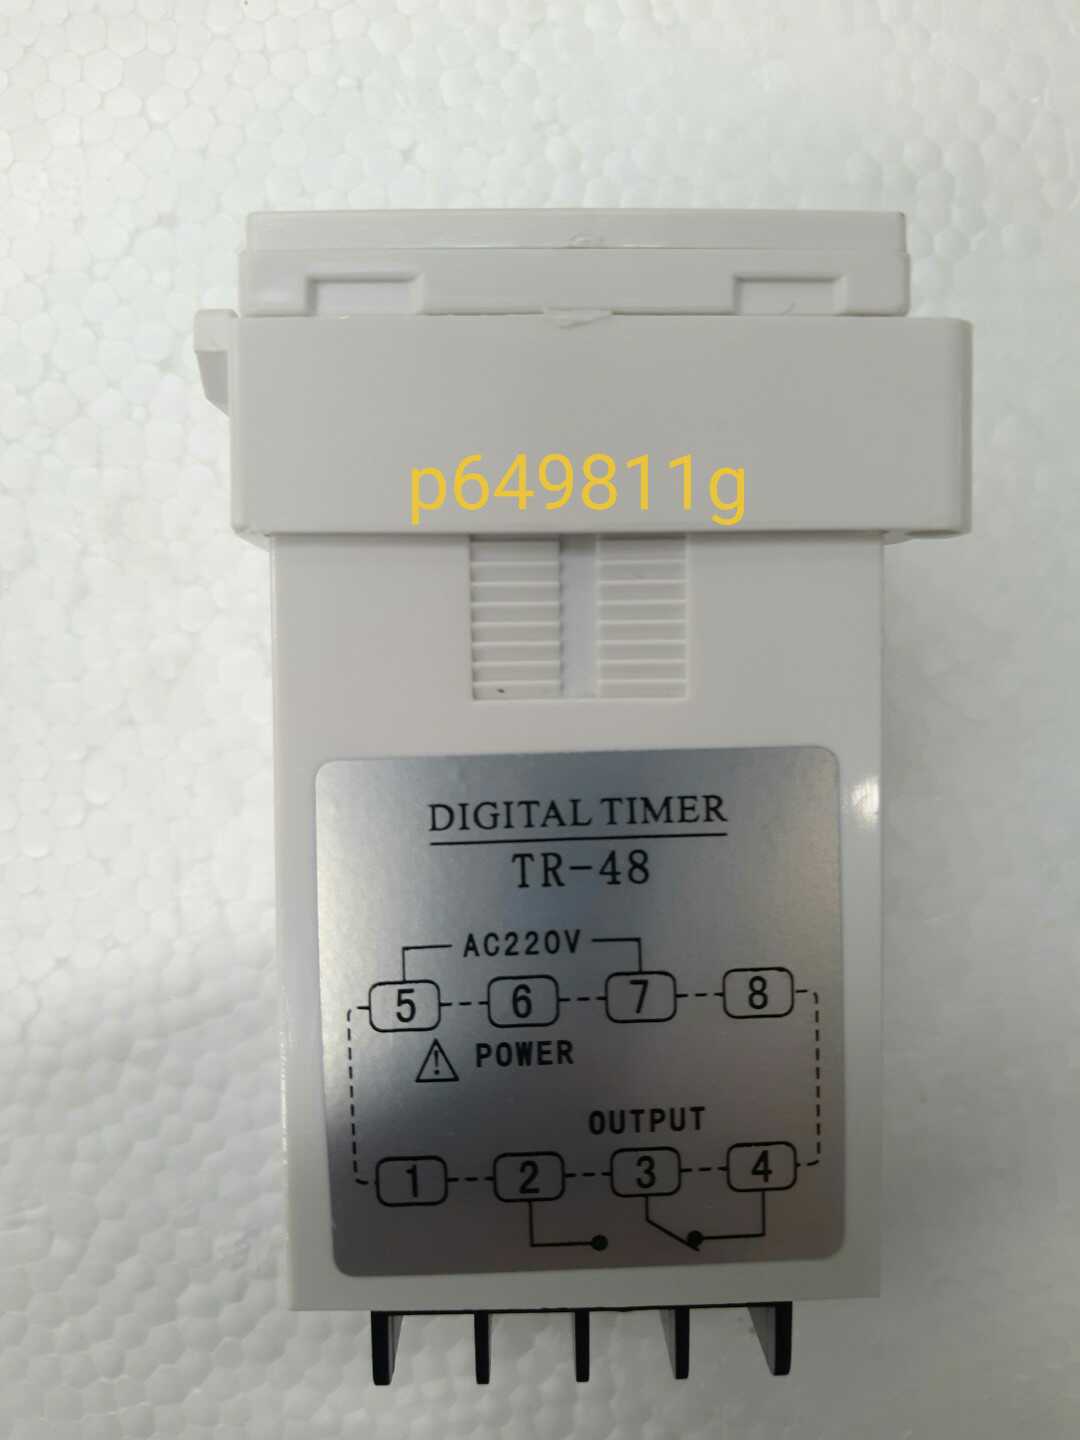 p649811g
DIGITAL TIMER
TR-48
AC220V
5 6 7 8
POWER
OUTPUT
1 2 3 4